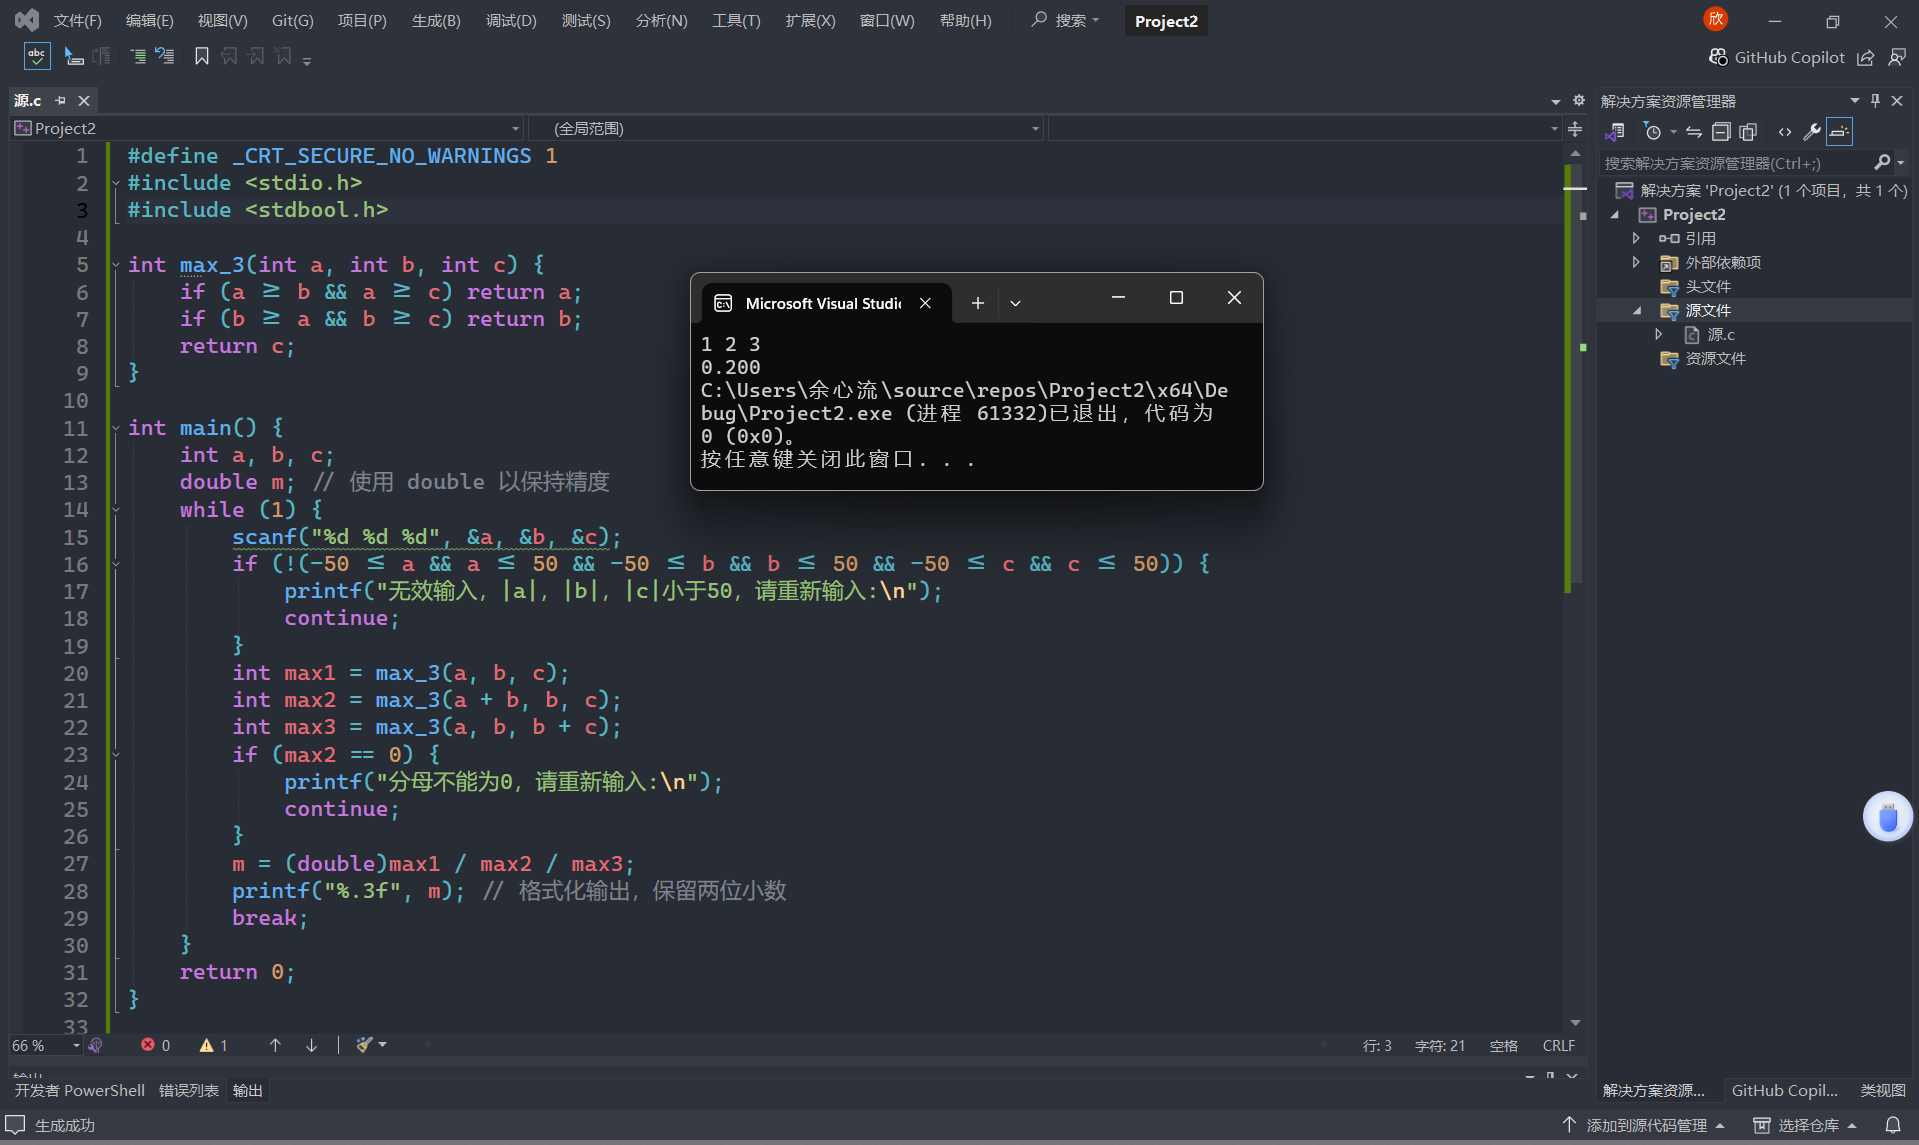 文件(F) 编辑(E) 视图(V) Git(G) 项目(P) 生成(B) 调试(D) 测试(S) 分析(N) 工具(T) 扩展(X) 窗口(W) 帮助(H) 搜索 Project2 欣
abc GitHub Copilot
源.c
Project2 (全局范围)
1 #define _CRT_SECURE_NO_WARNINGS 1
2 #include <stdio.h>
3 #include <stdbool.h>
4
5 int max_3(int a, int b, int c) {
6 if (a ≥ b && a ≥ c) return a;
7 if (b ≥ a && b ≥ c) return b;
8 return c;
9 }
10
11 int main() {
12 int a, b, c;
13 double m; // 使用 double 以保持精度
14 while (1) {
15 scanf("%d %d %d", &a, &b, &c);
16 if (!(-50 ≤ a && a ≤ 50 && -50 ≤ b && b ≤ 50 && -50 ≤ c && c ≤ 50)) {
17 printf("无效输入，|a|，|b|，|c|小于50，请重新输入:\n");
18 continue;
19 }
20 int max1 = max_3(a, b, c);
21 int max2 = max_3(a + b, b, c);
22 int max3 = max_3(a, b, b + c);
23 if (max2 == 0) {
24 printf("分母不能为0，请重新输入:\n");
25 continue;
26 }
27 m = (double)max1 / max2 / max3;
28 printf("%.3f", m); // 格式化输出，保留两位小数
29 break;
30 }
31 return 0;
32 }
33
Microsoft Visual Studi
1 2 3
0.200
C:\Users\余心流\source\repos\Project2\x64\De
bug\Project2.exe (进程 61332)已退出，代码为
0 (0x0)。
按任意键关闭此窗口. . .
解决方案资源管理器
搜索解决方案资源管理器(Ctrl+;)
解决方案 'Project2' (1 个项目，共 1 个)
Project2
引用
外部依赖项
头文件
源文件
源.c
资源文件
66 % 0 1 行: 3 字符: 21 空格 CRLF
开发者 PowerShell 错误列表 输出
解决方案资源... GitHub Copil... 类视图
生成成功 添加到源代码管理 选择仓库